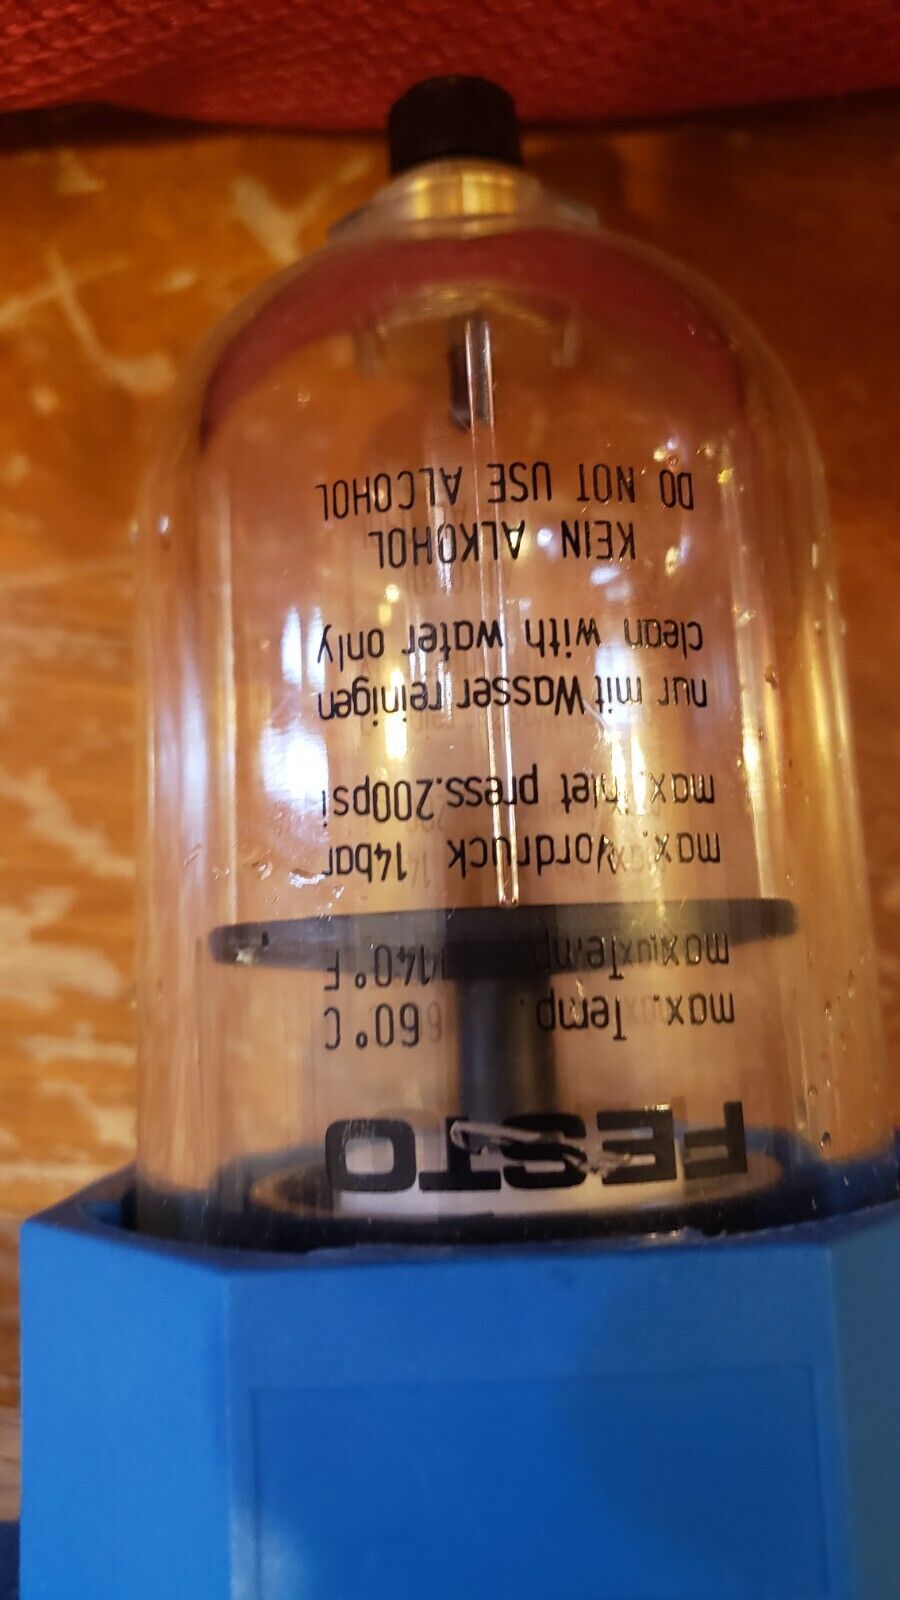 FESTO
max.Temp. 60°C
max.Temp. 140°F
max.Vordruck 14bar
max.inlet press.200psi
nur mit Wasser reinigen
clean with water only
KEIN ALKOHOL
DO NOT USE ALCOHOL